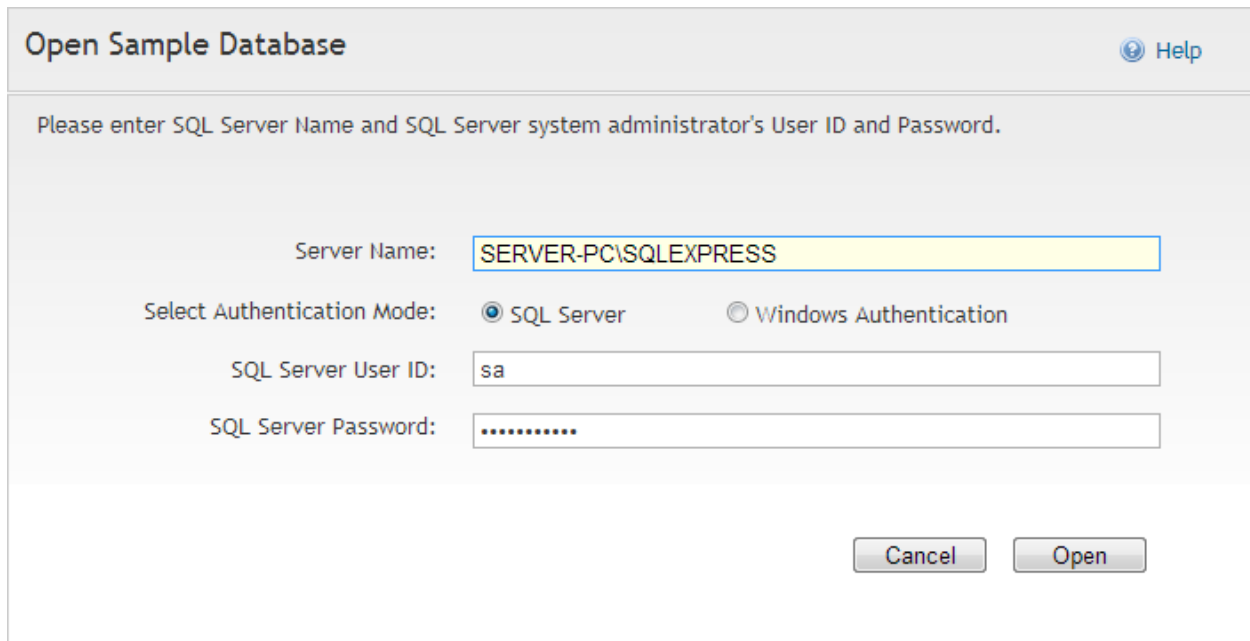 Open Sample Database
Help
Please enter SQL Server Name and SQL Server system administrator's User ID and Password.
Server Name: SERVER-PC\SQLEXPRESS
Select Authentication Mode: SQL Server Windows Authentication
SQL Server User ID: sa
SQL Server Password: •••••••••••
Cancel Open